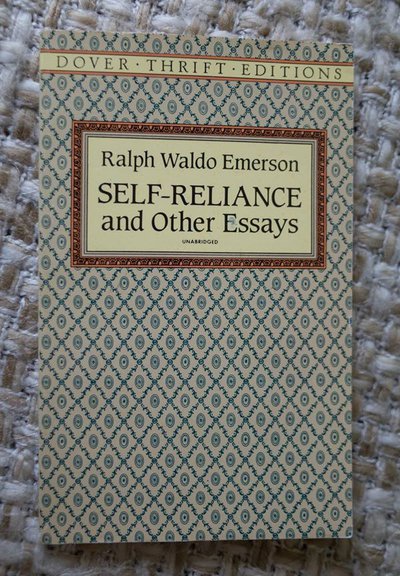 DOVER · THRIFT · EDITIONS
Ralph Waldo Emerson
SELF-RELIANCE
and Other Essays
UNABRIDGED